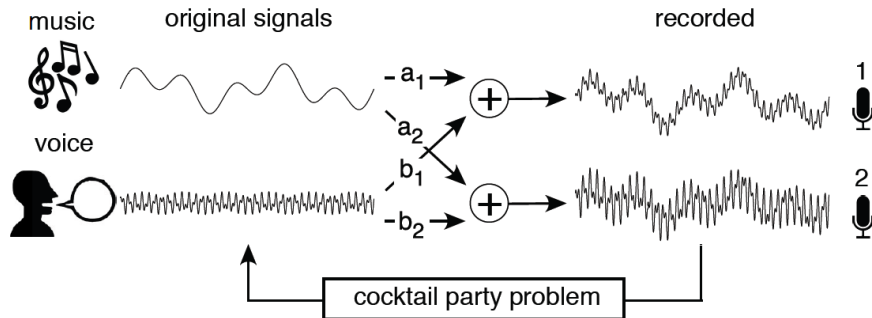 music
original signals
recorded
a1
1
a2
voice
b1
2
b2
cocktail party problem